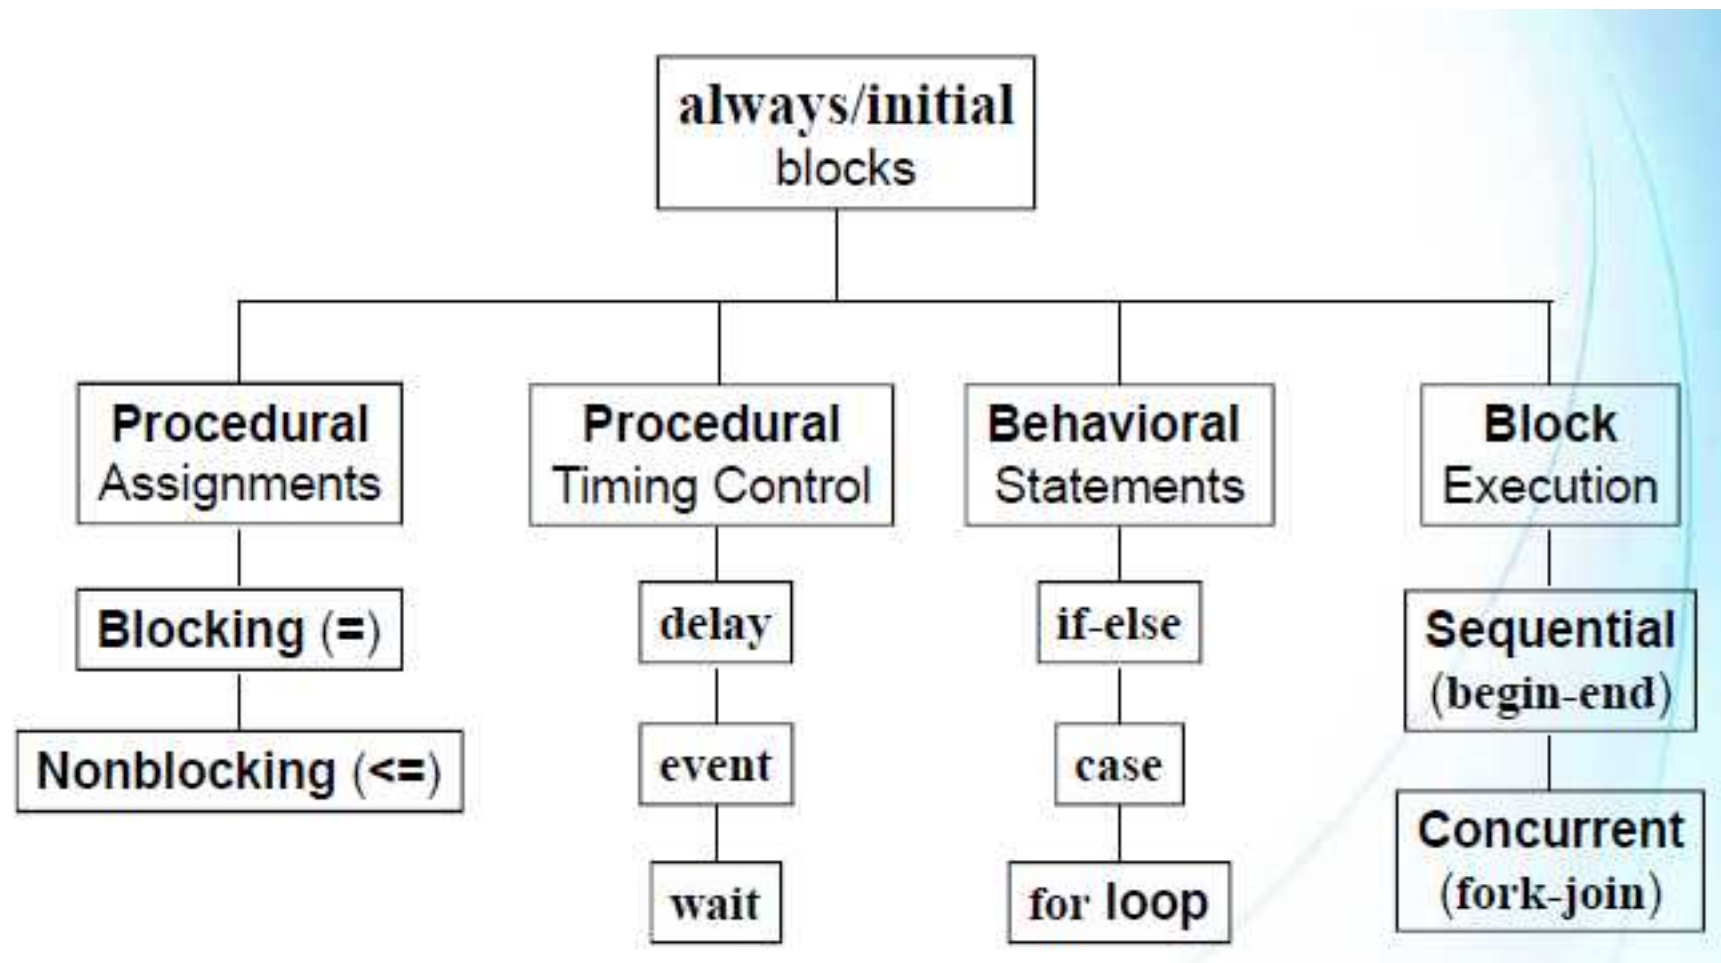 always/initial
blocks
Procedural
Assignments
Blocking (=)
Nonblocking (<=)
Procedural
Timing Control
delay
event
wait
Behavioral
Statements
if-else
case
for loop
Block
Execution
Sequential
(begin-end)
Concurrent
(fork-join)